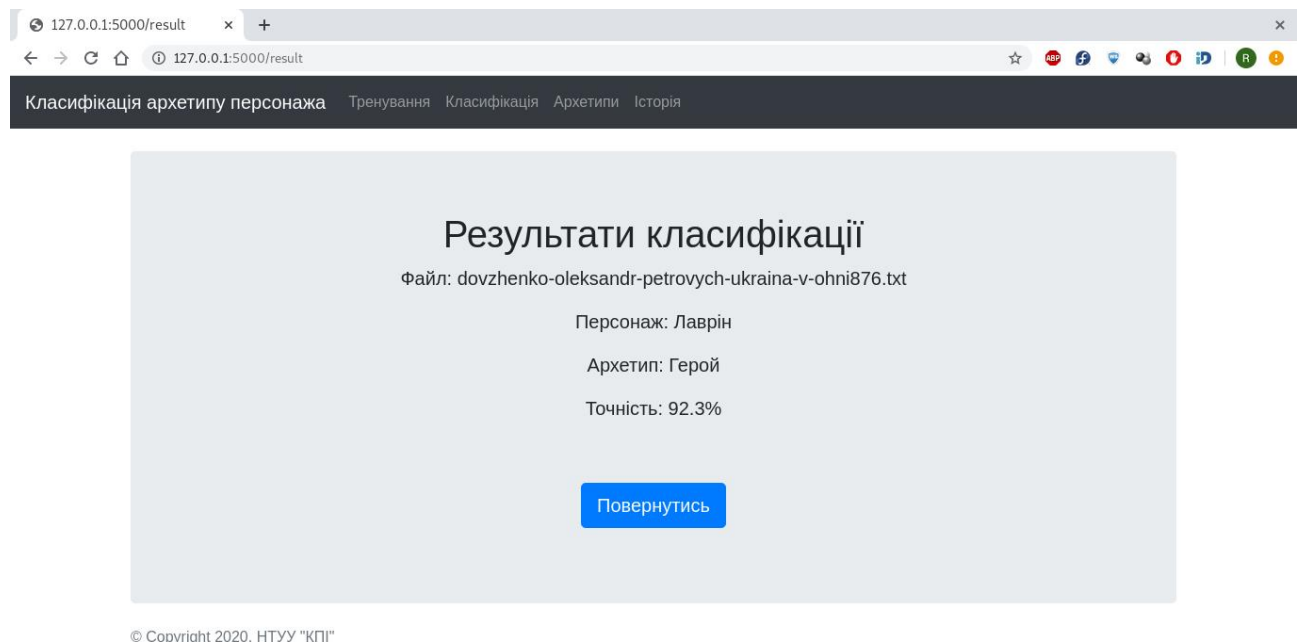 127.0.0.1:5000/result
127.0.0.1:5000/result
ABP
R
Класифікація архетипу персонажа Тренування Класифікація Архетипи Історія
Результати класифікації
Файл: dovzhenko-oleksandr-petrovych-ukraina-v-ohni876.txt
Персонаж: Лаврін
Архетип: Герой
Точність: 92.3%
Повернутись
© Copyright 2020. НТУУ "КПІ"